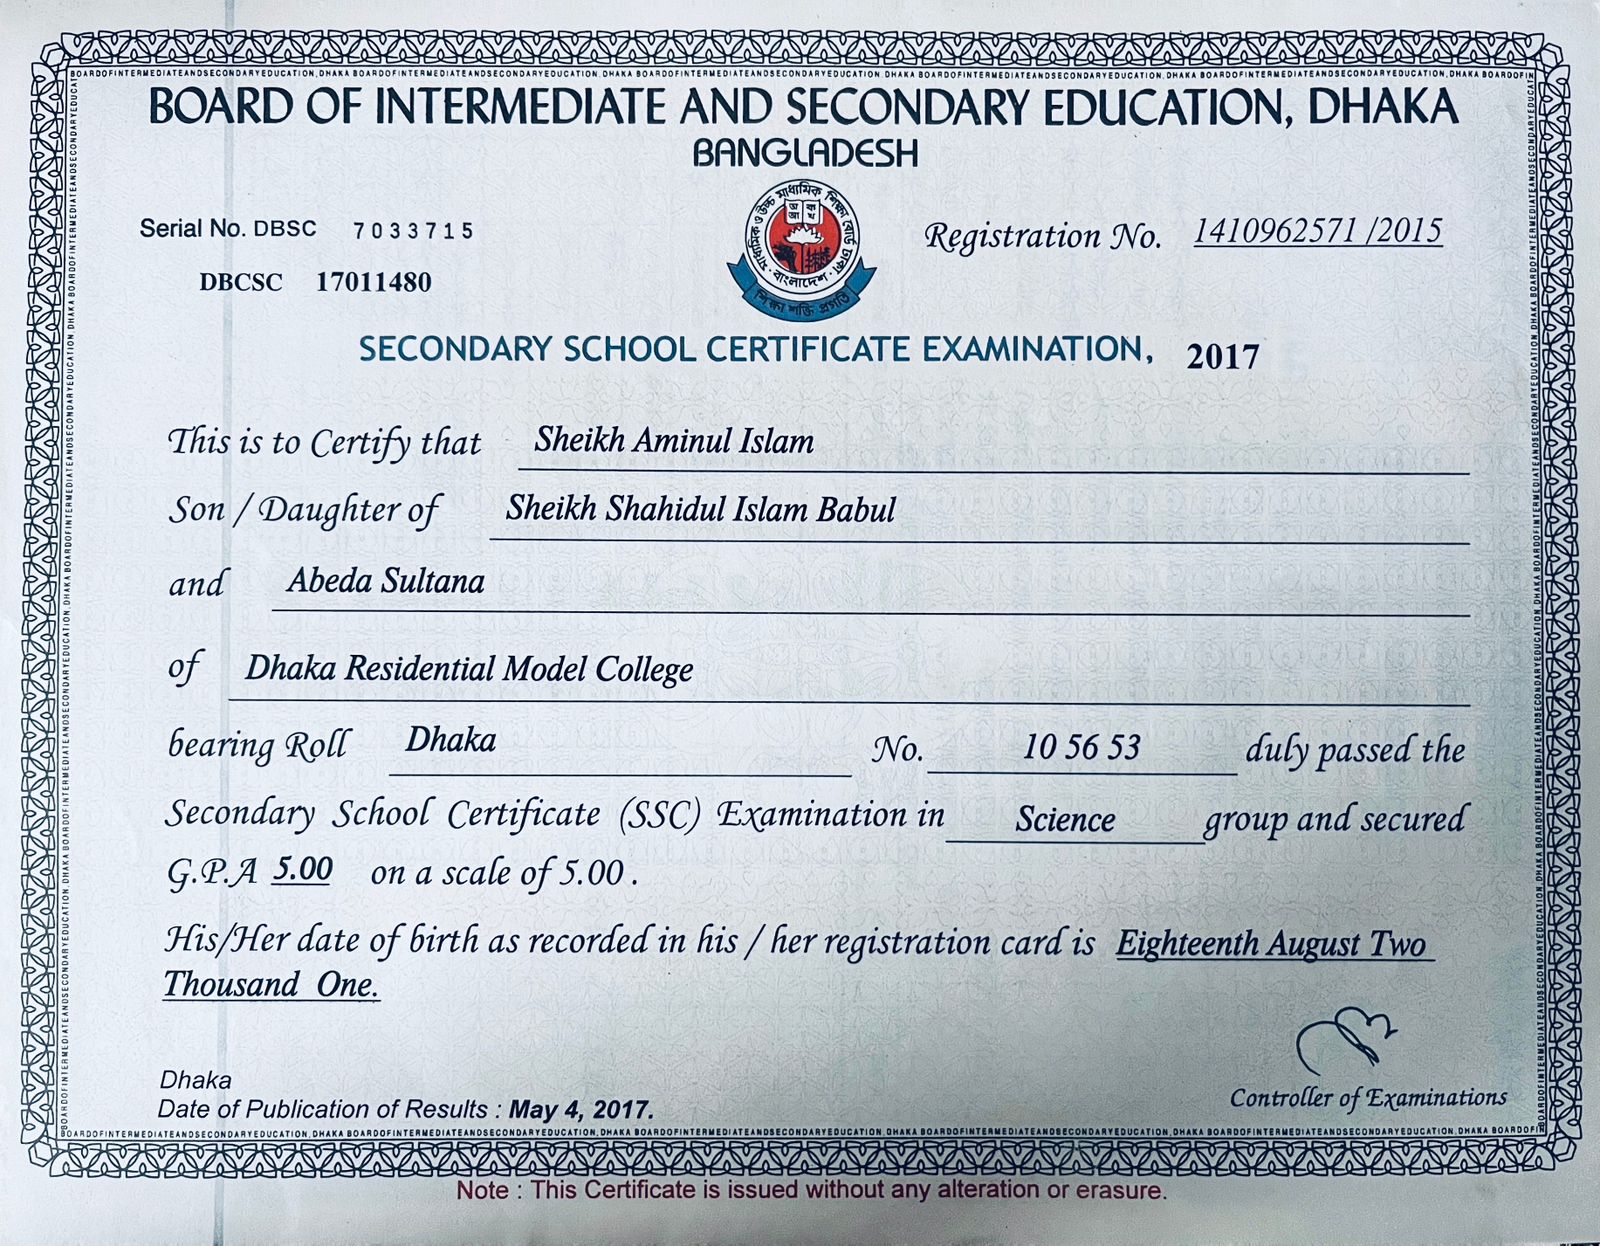 BOARDOFINTERMEDIATEANDSECONDARYEDUCATION, DHAKA
BOARD OF INTERMEDIATE AND SECONDARY EDUCATION, DHAKA
BANGLADESH
মাধ্যমিক ও উচ্চ মাধ্যমিক শিক্ষা বোর্ড ঢাকা
অ ক
আ খ
বাংলাদেশ
শিক্ষা শক্তি প্রগতি
Serial No. DBSC 7033715
Registration No. 1410962571 /2015
DBCSC 17011480
SECONDARY SCHOOL CERTIFICATE EXAMINATION, 2017
This is to Certify that Sheikh Aminul Islam
Son / Daughter of Sheikh Shahidul Islam Babul
and Abeda Sultana
of Dhaka Residential Model College
bearing Roll Dhaka No. 10 56 53 duly passed the
Secondary School Certificate (SSC) Examination in Science group and secured
G.P.A 5.00 on a scale of 5.00 .
His/Her date of birth as recorded in his / her registration card is Eighteenth August Two
Thousand One.
Dhaka
Date of Publication of Results : May 4, 2017.
Controller of Examinations
Note : This Certificate is issued without any alteration or erasure.